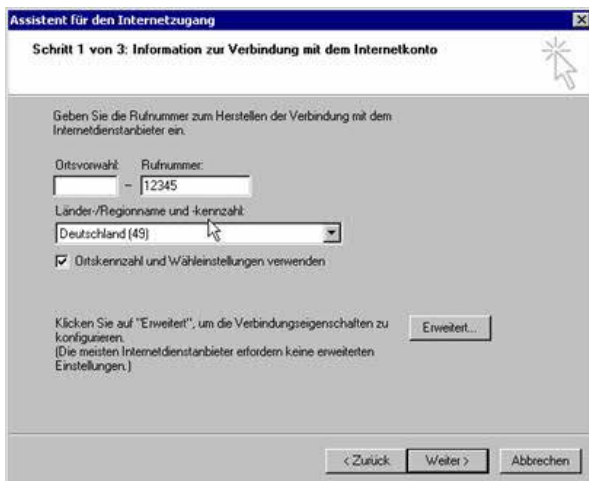 Assistent für den Internetzugang
Schritt 1 von 3: Information zur Verbindung mit dem Internetkonto
Geben Sie die Rufnummer zum Herstellen der Verbindung mit dem
Internetdienstanbieter ein.
Ortsvorwahl: Rufnummer:
- 12345
Länder-/Regionname und -kennzahl:
Deutschland (49)
Ortskennzahl und Wähleinstellungen verwenden
Klicken Sie auf "Erweitert", um die Verbindungseigenschaften zu
konfigurieren.
(Die meisten Internetdienstanbieter erfordern keine erweiterten
Einstellungen.)
Erweitert...
< Zurück Weiter > Abbrechen